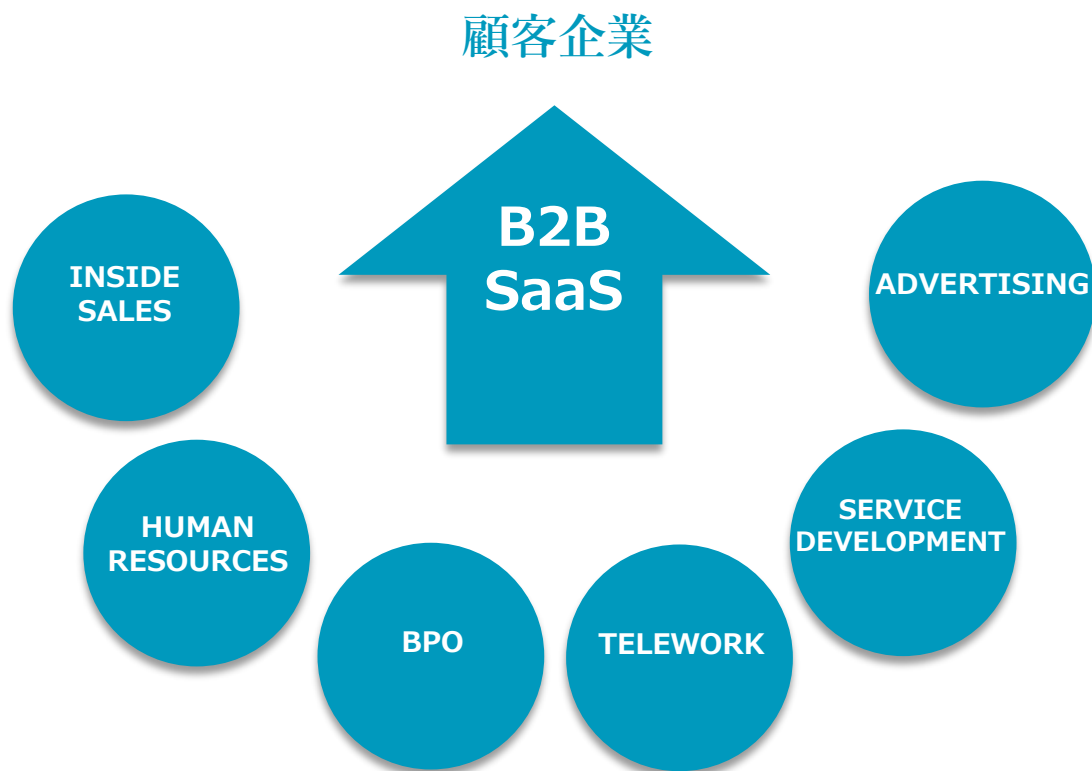 顧客企業
B2B
SaaS
INSIDE
SALES
ADVERTISING
HUMAN
RESOURCES
SERVICE
DEVELOPMENT
BPO
TELEWORK